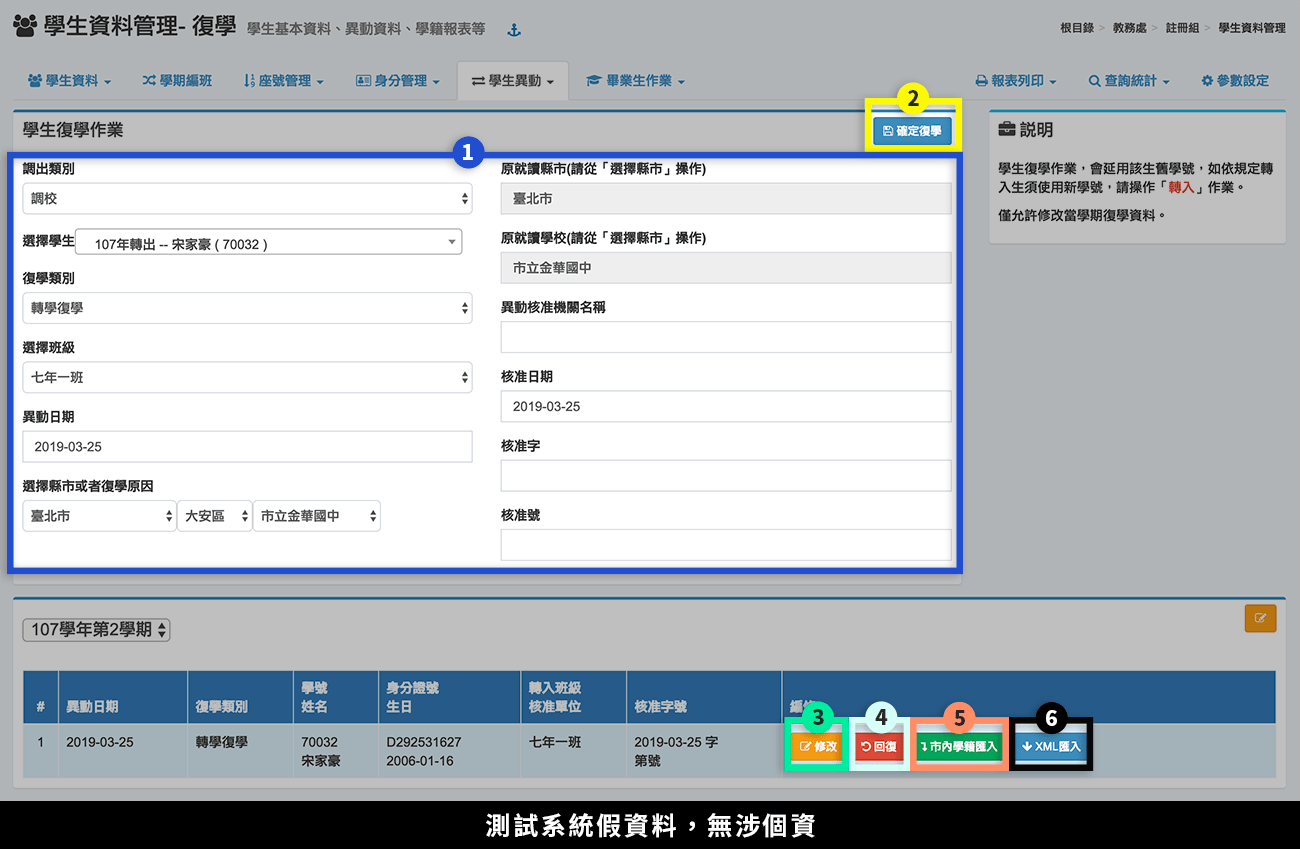 學生資料管理- 復學 學生基本資料、異動資料、學籍報表等
根目錄 > 教務處 > 註冊組 > 學生資料管理
學生資料 學期編班 座號管理 身分管理 學生異動 畢業生作業 報表列印 查詢統計 參數設定
2
學生復學作業
確定復學
1
調出類別
調校
選擇學生 107年轉出 -- 宋家豪 ( 70032 )
復學類別
轉學復學
選擇班級
七年一班
異動日期
2019-03-25
選擇縣市或者復學原因
臺北市 大安區 市立金華國中
原就讀縣市(請從「選擇縣市」操作)
臺北市
原就讀學校(請從「選擇縣市」操作)
市立金華國中
異動核准機關名稱
核准日期
2019-03-25
核准字
核准號
説明
學生復學作業，會延用該生舊學號，如依規定轉
入生須使用新學號，請操作「轉入」作業。
僅允許修改當學期復學資料。
107學年第2學期
# 異動日期 復學類別 學號 姓名 身分證號 生日 轉入班級 核准單位 核准字號
3 4 5 6
1 2019-03-25 轉學復學 70032 宋家豪 D292531627 2006-01-16 七年一班 2019-03-25 字 第號 修改 回復 市內學籍匯入 XML匯入
測試系統假資料，無涉個資